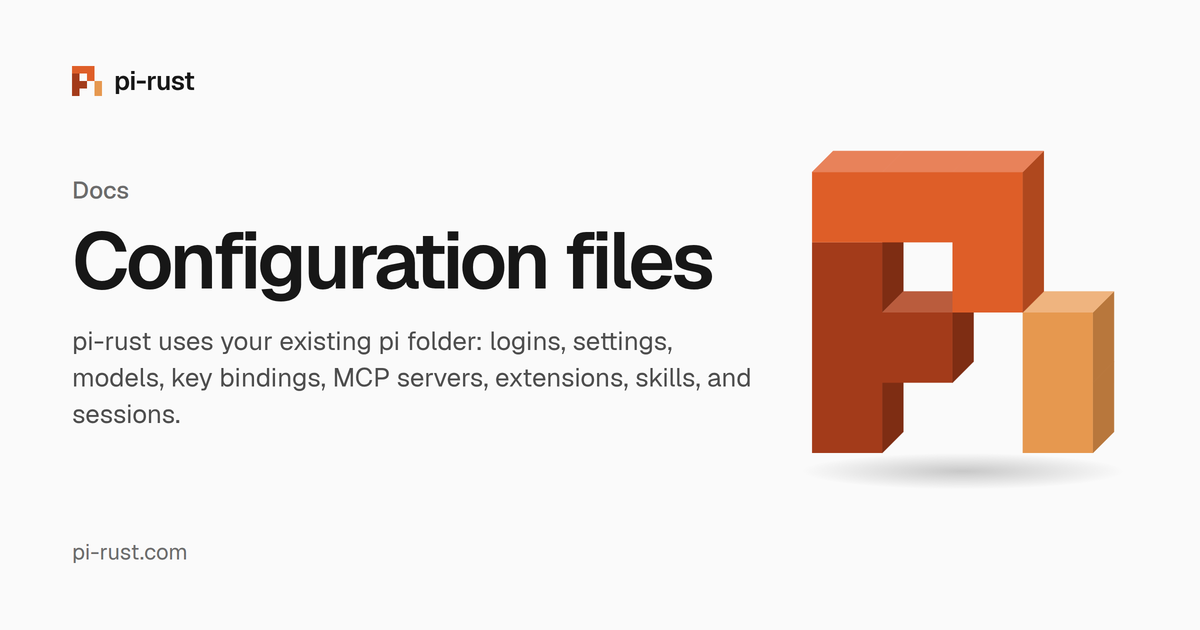 pi-rust
Docs
Configuration files
pi-rust uses your existing pi folder: logins, settings,
models, key bindings, MCP servers, extensions, skills, and
sessions.
pi-rust.com